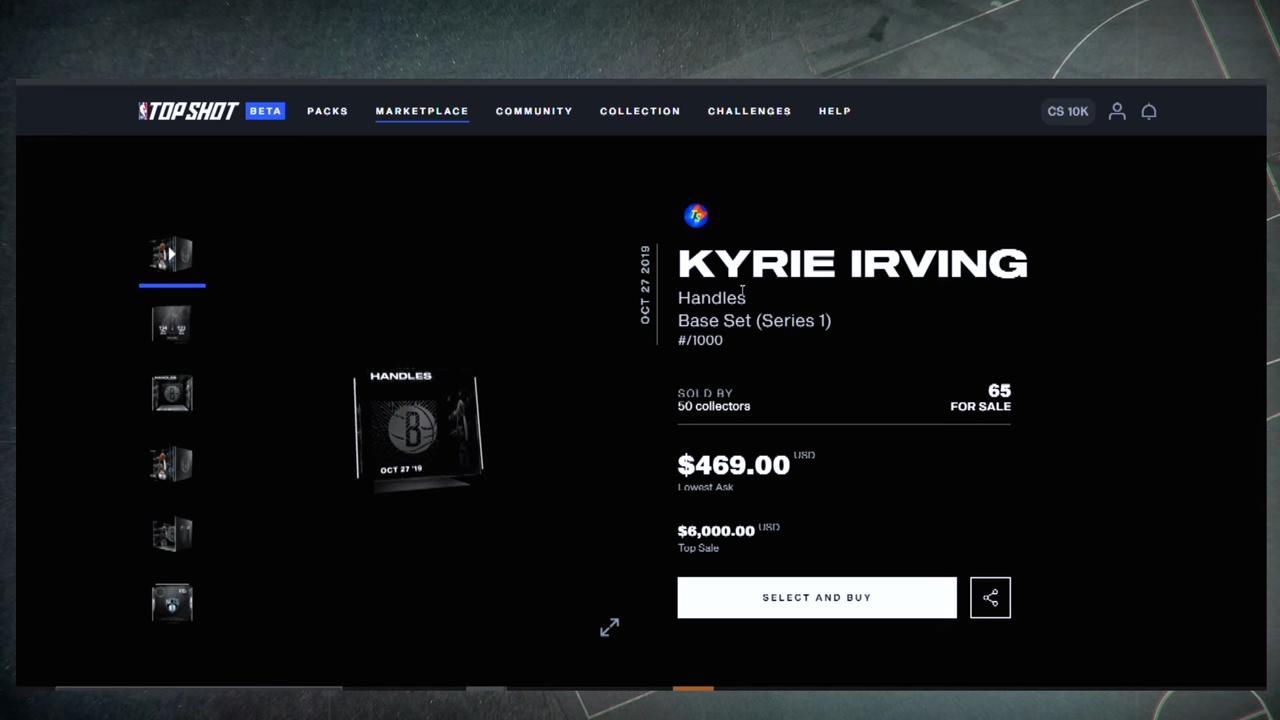 TOP SHOT BETA PACKS MARKETPLACE COMMUNITY COLLECTION CHALLENGES HELP CS 10K
TS
OCT 27 2019
KYRIE IRVING
Handles
Base Set (Series 1)
#/1000
SOLD BY
50 collectors
65
FOR SALE
$469.00 USD
Lowest Ask
$6,000.00 USD
Top Sale
SELECT AND BUY
HANDLES
B
OCT 27 '19
HANDLES